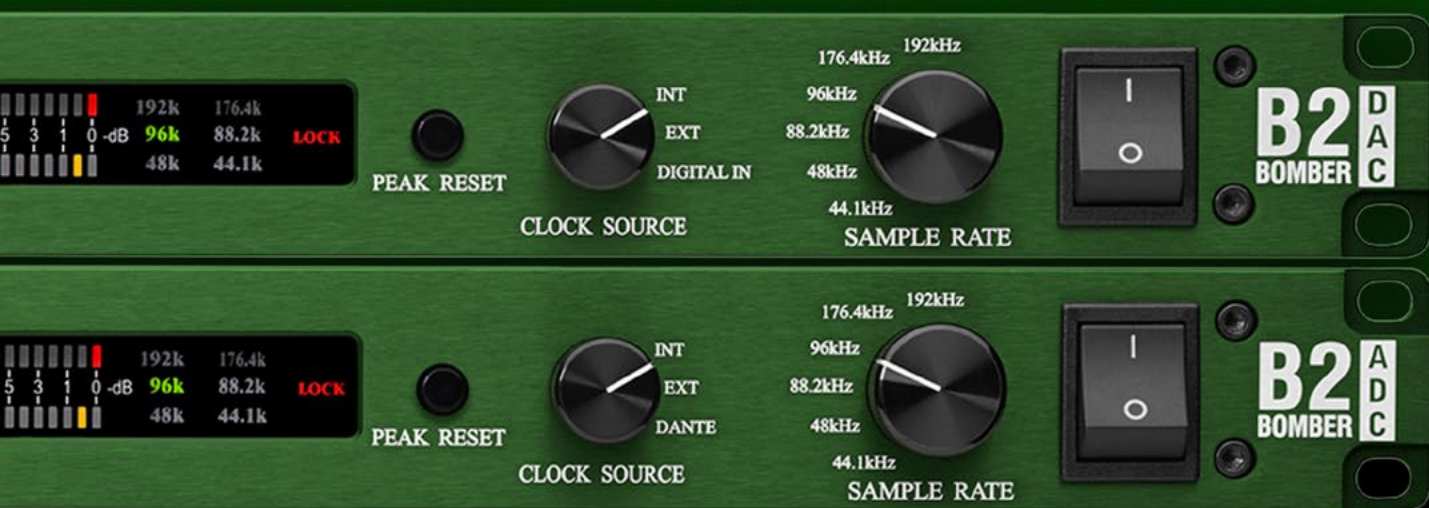 192k 176.4k
5 3 1 0 -dB 96k 88.2k LOCK
48k 44.1k
PEAK RESET
INT
EXT
DIGITAL IN
CLOCK SOURCE
192kHz
176.4kHz
96kHz
88.2kHz
48kHz
44.1kHz
SAMPLE RATE
I
O
B2
BOMBER
DAC
192k 176.4k
5 3 1 0 -dB 96k 88.2k LOCK
48k 44.1k
PEAK RESET
INT
EXT
DANTE
CLOCK SOURCE
192kHz
176.4kHz
96kHz
88.2kHz
48kHz
44.1kHz
SAMPLE RATE
I
O
B2
BOMBER
ADC